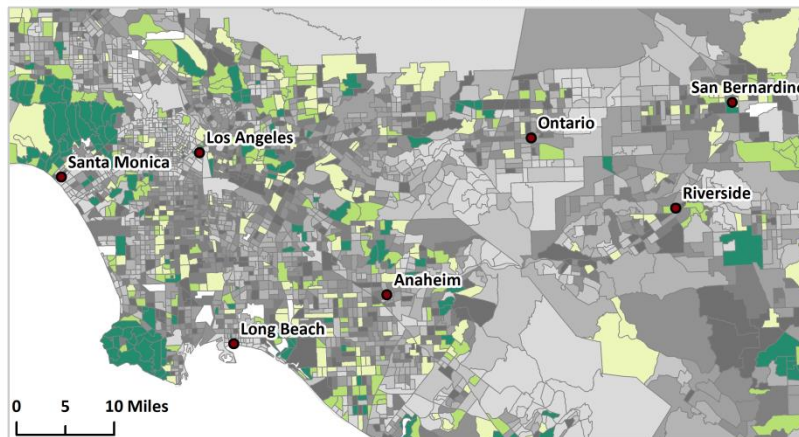 San Bernardino
Ontario
Los Angeles
Santa Monica
Riverside
Anaheim
Long Beach
0 5 10 Miles